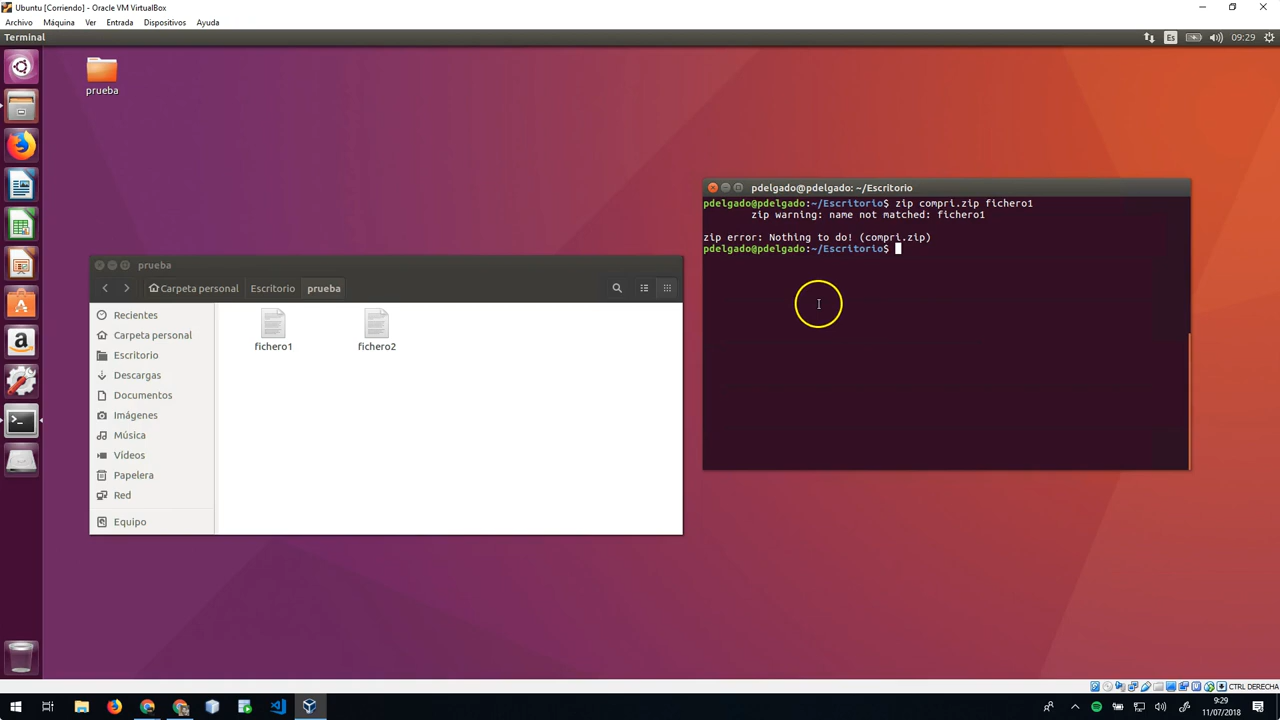 Ubuntu [Corriendo] - Oracle VM VirtualBox
Archivo Máquina Ver Entrada Dispositivos Ayuda
Terminal
Es
09:29
prueba
pdelgado@pdelgado: ~/Escritorio
pdelgado@pdelgado:~/Escritorio$ zip compri.zip fichero1
zip warning: name not matched: fichero1
zip error: Nothing to do! (compri.zip)
pdelgado@pdelgado:~/Escritorio$
prueba
Carpeta personal Escritorio prueba
Recientes
Carpeta personal
Escritorio
Descargas
Documentos
Imágenes
Música
Vídeos
Papelera
Red
Equipo
fichero1
fichero2
CTRL DERECHA
9:29
11/07/2018